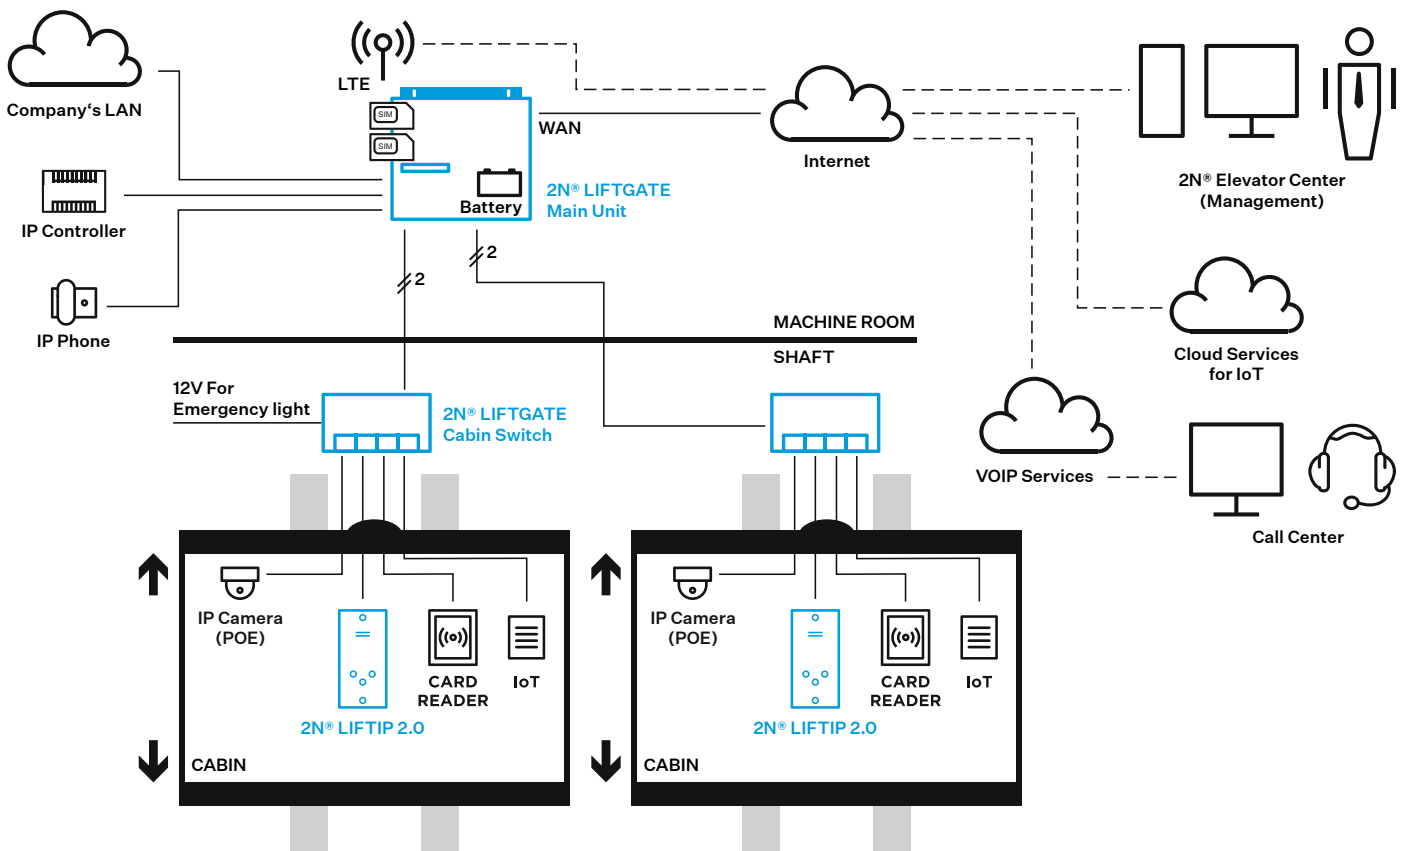 LTE
Company‘s LAN
SIM
SIM
WAN
Internet
2N® Elevator Center
(Management)
IP Controller
Battery
2N® LIFTGATE
Main Unit
2
2
IP Phone
MACHINE ROOM
SHAFT
Cloud Services
for IoT
12V For
Emergency light
2N® LIFTGATE
Cabin Switch
VOIP Services
Call Center
IP Camera
(POE)
CARD
READER
IoT
2N® LIFTIP 2.0
CABIN
IP Camera
(POE)
CARD
READER
IoT
2N® LIFTIP 2.0
CABIN